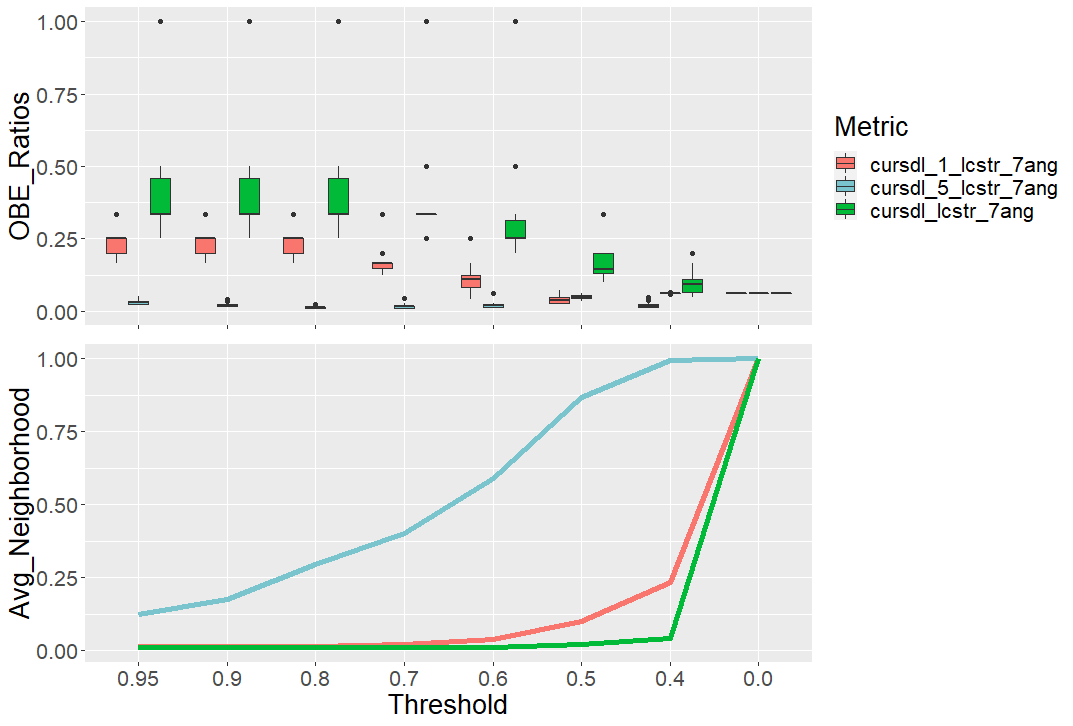 OBE_Ratios
1.00
0.75
0.50
0.25
0.00
Avg_Neighborhood
1.00
0.75
0.50
0.25
0.00
0.95 0.9 0.8 0.7 0.6 0.5 0.4 0.0
Threshold
Metric
cursdl_1_lcstr_7ang
cursdl_5_lcstr_7ang
cursdl_lcstr_7ang